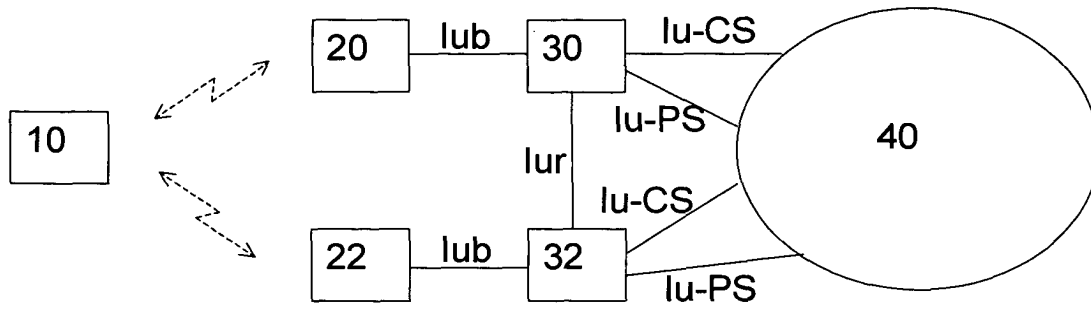 20 Iub 30 Iu-CS
Iu-PS
10 Iur 40
Iu-CS
22 Iub 32
Iu-PS